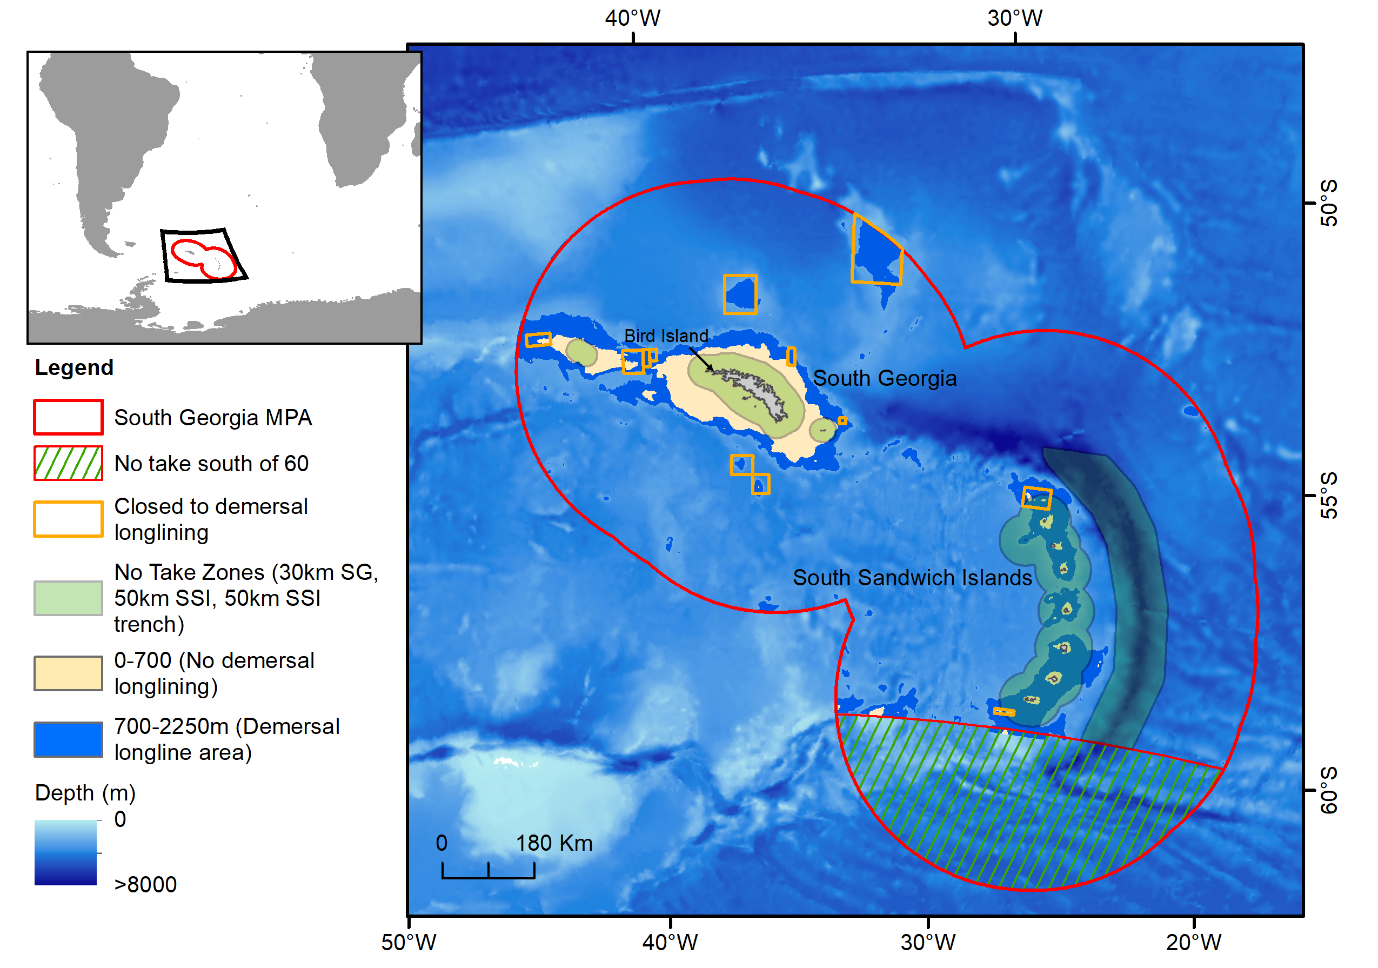 40°W
30°W
50°S
Bird Island
South Georgia
Legend
South Georgia MPA
No take south of 60
Closed to demersal
longlining
55°S
No Take Zones (30km SG,
50km SSI, 50km SSI
trench)
South Sandwich Islands
0-700 (No demersal
longlining)
700-2250m (Demersal
longline area)
Depth (m)
0
>8000
60°S
0
180 Km
50°W
40°W
30°W
20°W